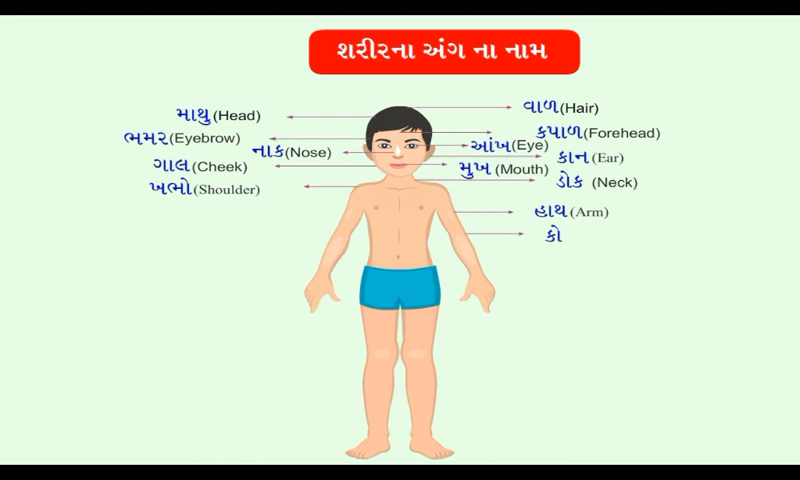 શરીરના અંગ ના નામ
માથુ (Head)
વાળ(Hair)
ભમર(Eyebrow)
કપાળ(Forehead)
નાક(Nose)
આંખ(Eye)
ગાલ(Cheek)
કાન (Ear)
મુખ (Mouth)
ખભો(Shoulder)
ડોક (Neck)
હાથ(Arm)
કો